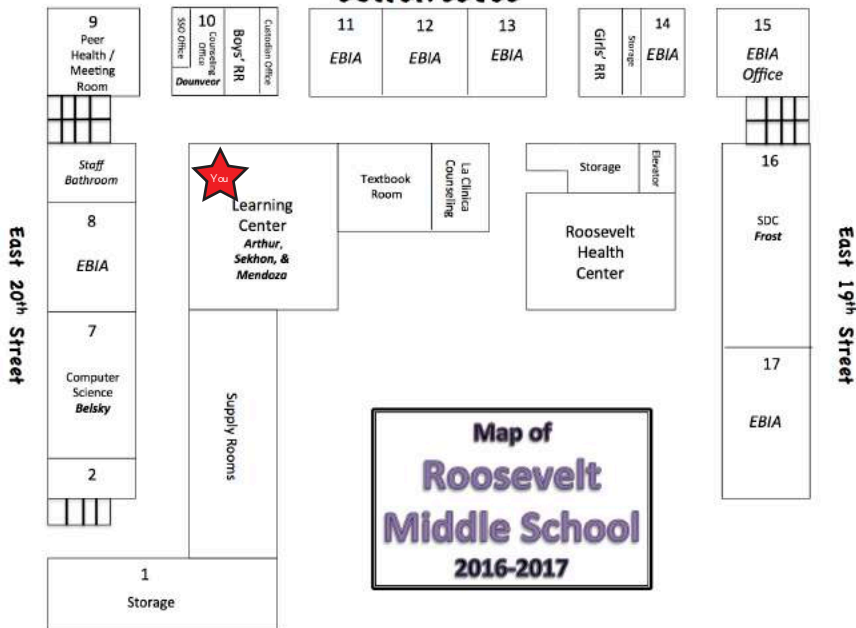 9
Peer
Health /
Meeting
Room
SSO Office
10
Counseling
Office
Dounveor
Boys' RR
Custodian Office
11
EBIA
12
EBIA
13
EBIA
Girls' RR
Storage
14
EBIA
15
EBIA
Office
Staff
Bathroom
8
EBIA
7
Computer
Science
Belsky
2
You
Learning
Center
Arthur,
Sekhon, &
Mendoza
Textbook
Room
La Clinica
Counseling
Storage
Elevator
Roosevelt
Health
Center
16
SDC
Frost
17
EBIA
East 20th Street
East 19th Street
Supply Rooms
1
Storage
Map of
Roosevelt
Middle School
2016-2017